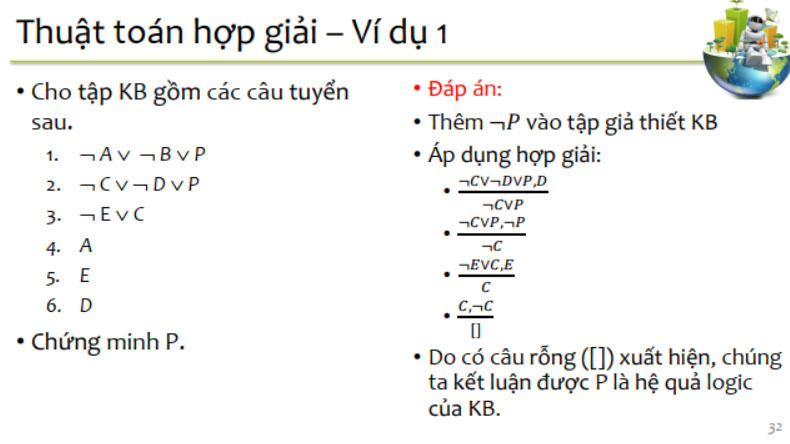 Thuật toán hợp giải – Ví dụ 1
• Cho tập KB gồm các câu tuyển
sau.
1. ¬ A ∨ ¬ B ∨ P
2. ¬ C ∨ ¬ D ∨ P
3. ¬ E ∨ C
4. A
5. E
6. D
• Chứng minh P.
• Đáp án:
• Thêm ¬P vào tập giả thiết KB
• Áp dụng hợp giải:
• ¬C∨¬D∨P,D
¬C∨P
• ¬C∨P,¬P
¬C
• ¬E∨C,E
C
• C,¬C
[]
• Do có câu rỗng ([]) xuất hiện, chúng
ta kết luận được P là hệ quả logic
của KB.
32